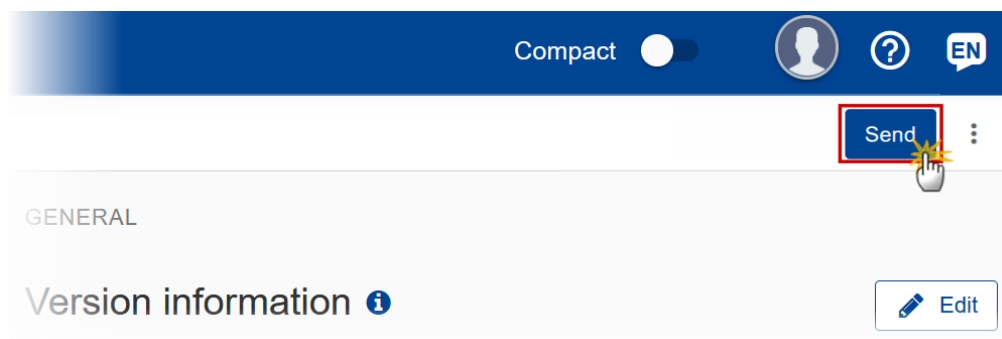 Compact EN
Send
GENERAL
Version information
Edit